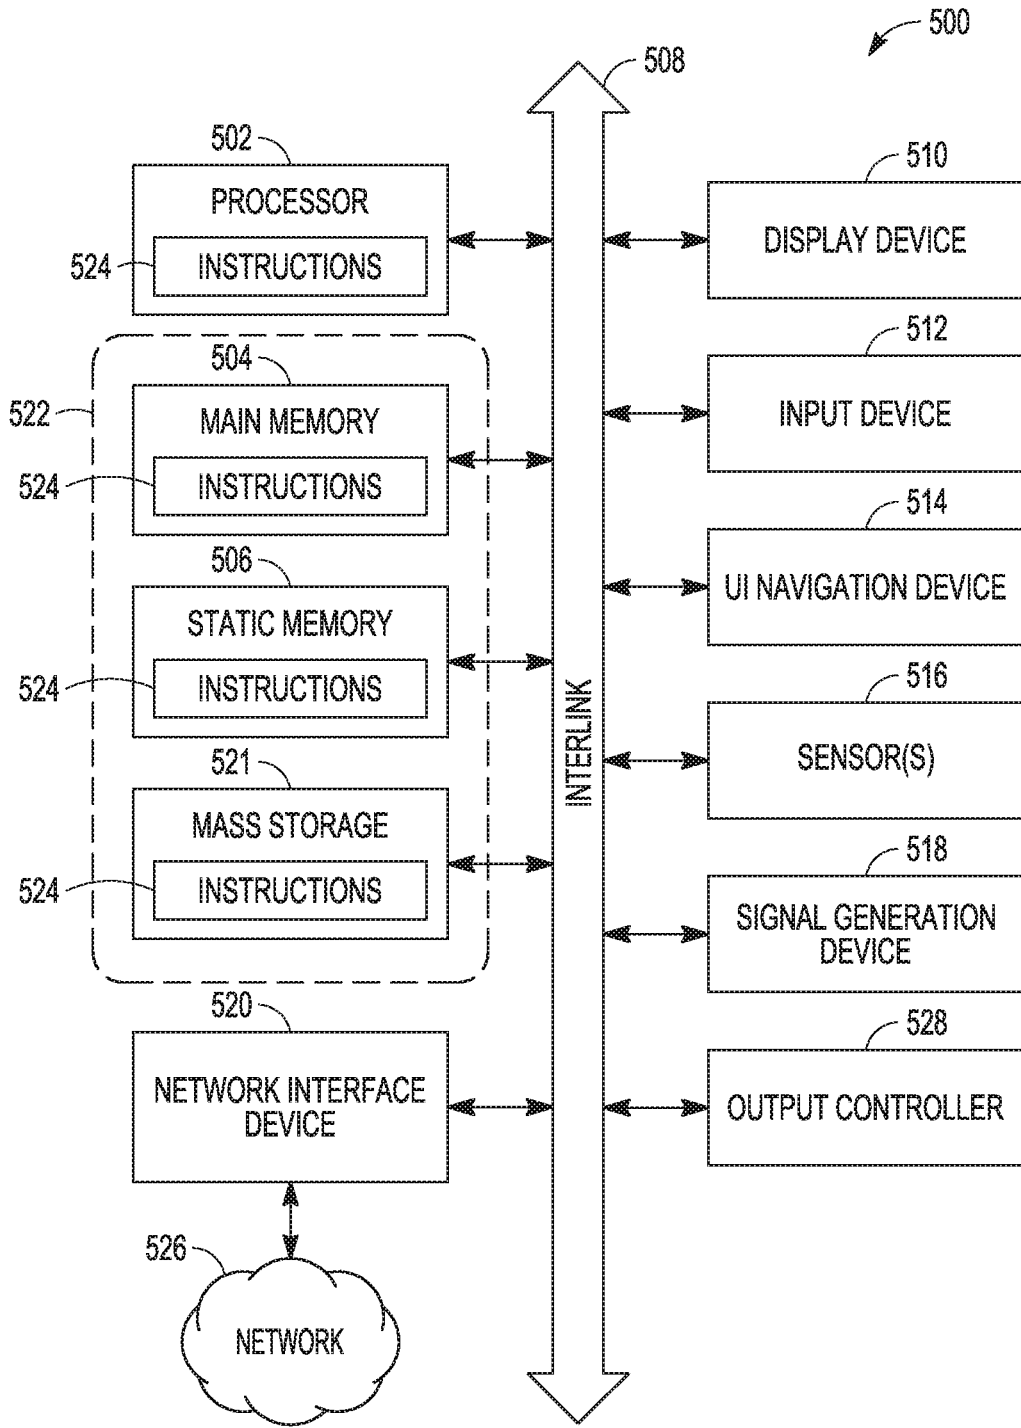 500
508
502
PROCESSOR
524
INSTRUCTIONS
522
504
MAIN MEMORY
524
INSTRUCTIONS
506
STATIC MEMORY
524
INSTRUCTIONS
521
MASS STORAGE
524
INSTRUCTIONS
520
NETWORK INTERFACE
DEVICE
526
NETWORK
INTERLINK
510
DISPLAY DEVICE
512
INPUT DEVICE
514
UI NAVIGATION DEVICE
516
SENSOR(S)
518
SIGNAL GENERATION
DEVICE
528
OUTPUT CONTROLLER